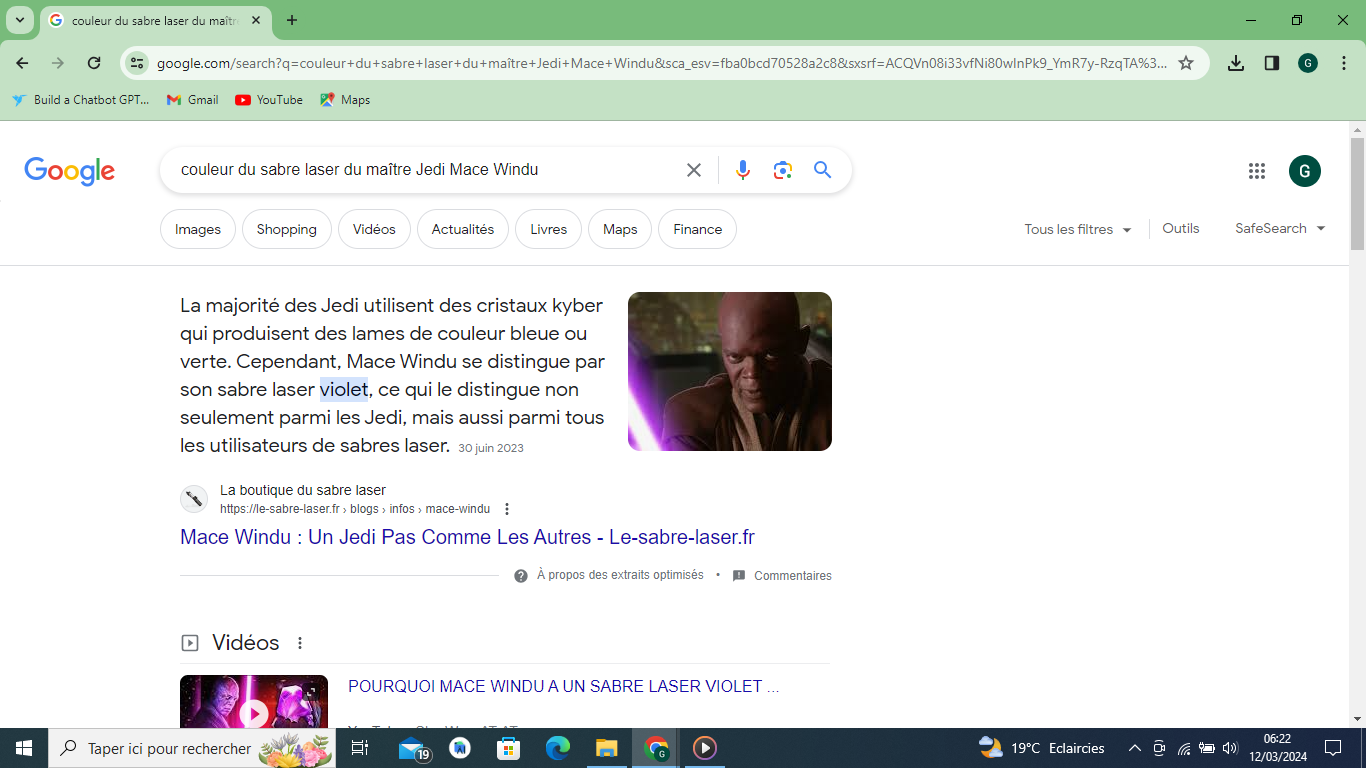 couleur du sabre laser du maîtr
google.com/search?q=couleur+du+sabre+laser+du+maître+Jedi+Mace+Windu&sca_esv=fba0bcd70528a2c8&sxsrf=ACQVn08i33vfNi80wlnPk9_YmR7y-RzqTA%3...
G
Build a Chatbot GPT...
Gmail
YouTube
Maps
Google
couleur du sabre laser du maître Jedi Mace Windu
G
Images
Shopping
Vidéos
Actualités
Livres
Maps
Finance
Tous les filtres
Outils
SafeSearch
La majorité des Jedi utilisent des cristaux kyber
qui produisent des lames de couleur bleue ou
verte. Cependant, Mace Windu se distingue par
son sabre laser violet, ce qui le distingue non
seulement parmi les Jedi, mais aussi parmi tous
les utilisateurs de sabres laser. 30 juin 2023
La boutique du sabre laser
https://le-sabre-laser.fr › blogs › infos › mace-windu
Mace Windu : Un Jedi Pas Comme Les Autres - Le-sabre-laser.fr
À propos des extraits optimisés • Commentaires
Vidéos
POURQUOI MACE WINDU A UN SABRE LASER VIOLET ...
Taper ici pour rechercher
19
G
19°C Eclaircies
06:22
12/03/2024